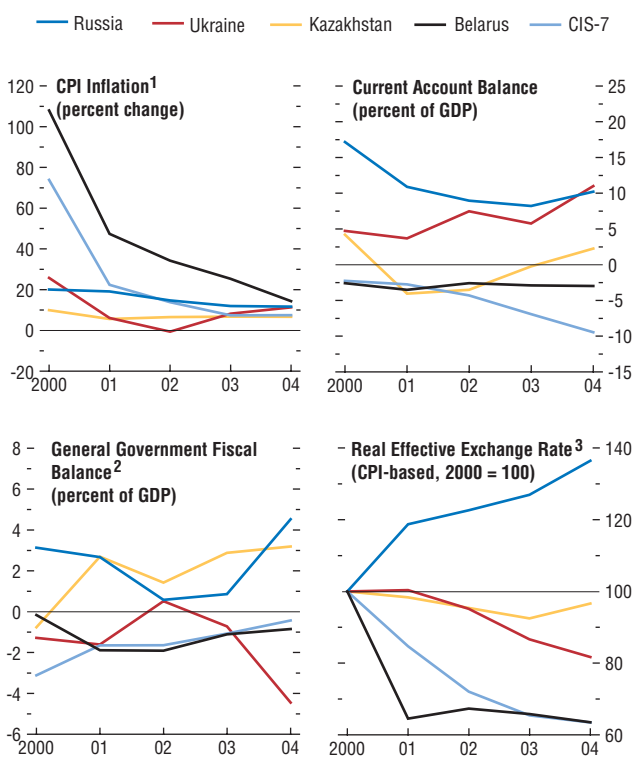 Russia Ukraine Kazakhstan Belarus CIS-7
CPI Inflation1
(percent change)
120
100
80
60
40
20
0
-20
2000 01 02 03 04
Current Account Balance
(percent of GDP)
25
20
15
10
5
0
-5
-10
-15
2000 01 02 03 04
General Government Fiscal
Balance2
(percent of GDP)
8
6
4
2
0
-2
-4
-6
2000 01 02 03 04
Real Effective Exchange Rate3
(CPI-based, 2000 = 100)
140
120
100
80
60
2000 01 02 03 04